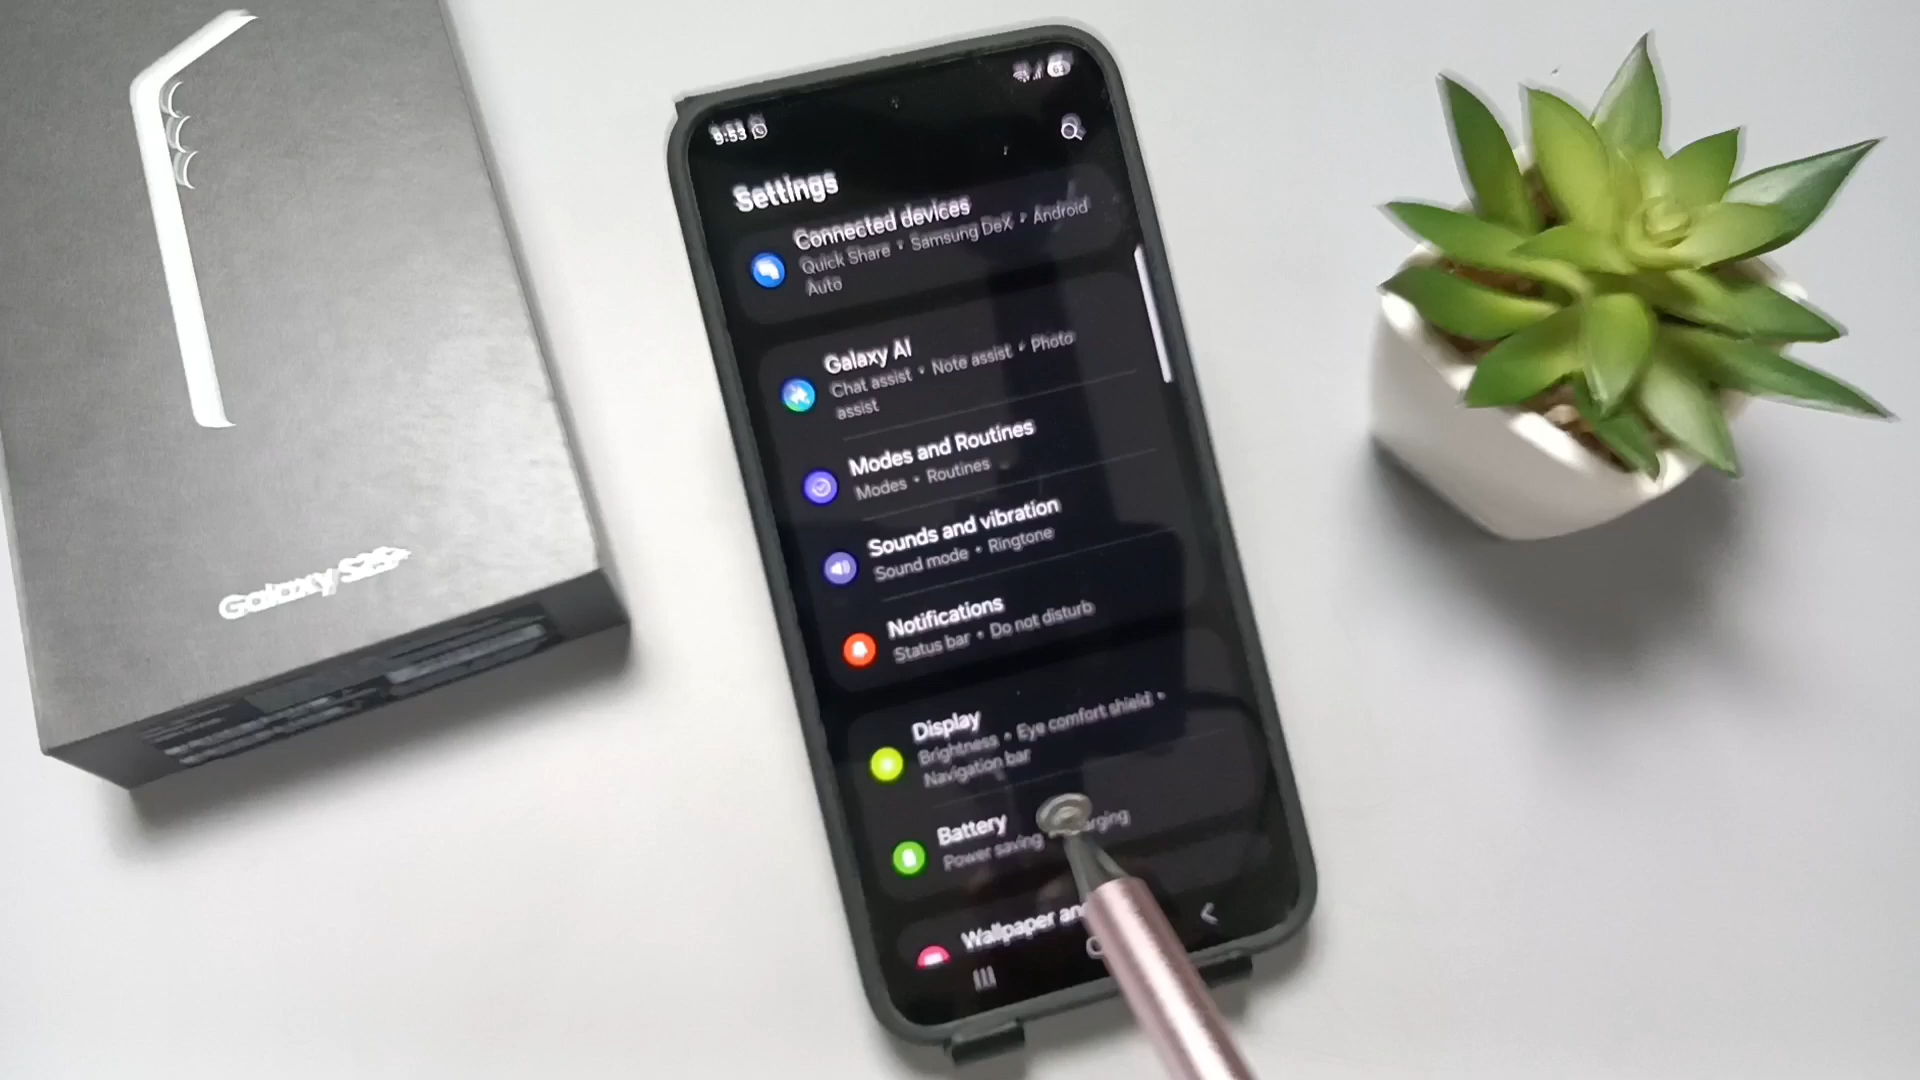 Galaxy S25+
9:53
Settings
Connected devices
Quick Share • Samsung DeX • Android
Auto
Galaxy AI
Chat assist • Note assist • Photo
assist
Modes and Routines
Modes • Routines
Sounds and vibration
Sound mode • Ringtone
Notifications
Status bar • Do not disturb
Display
Brightness • Eye comfort shield •
Navigation bar
Battery
Power saving
Wallpaper